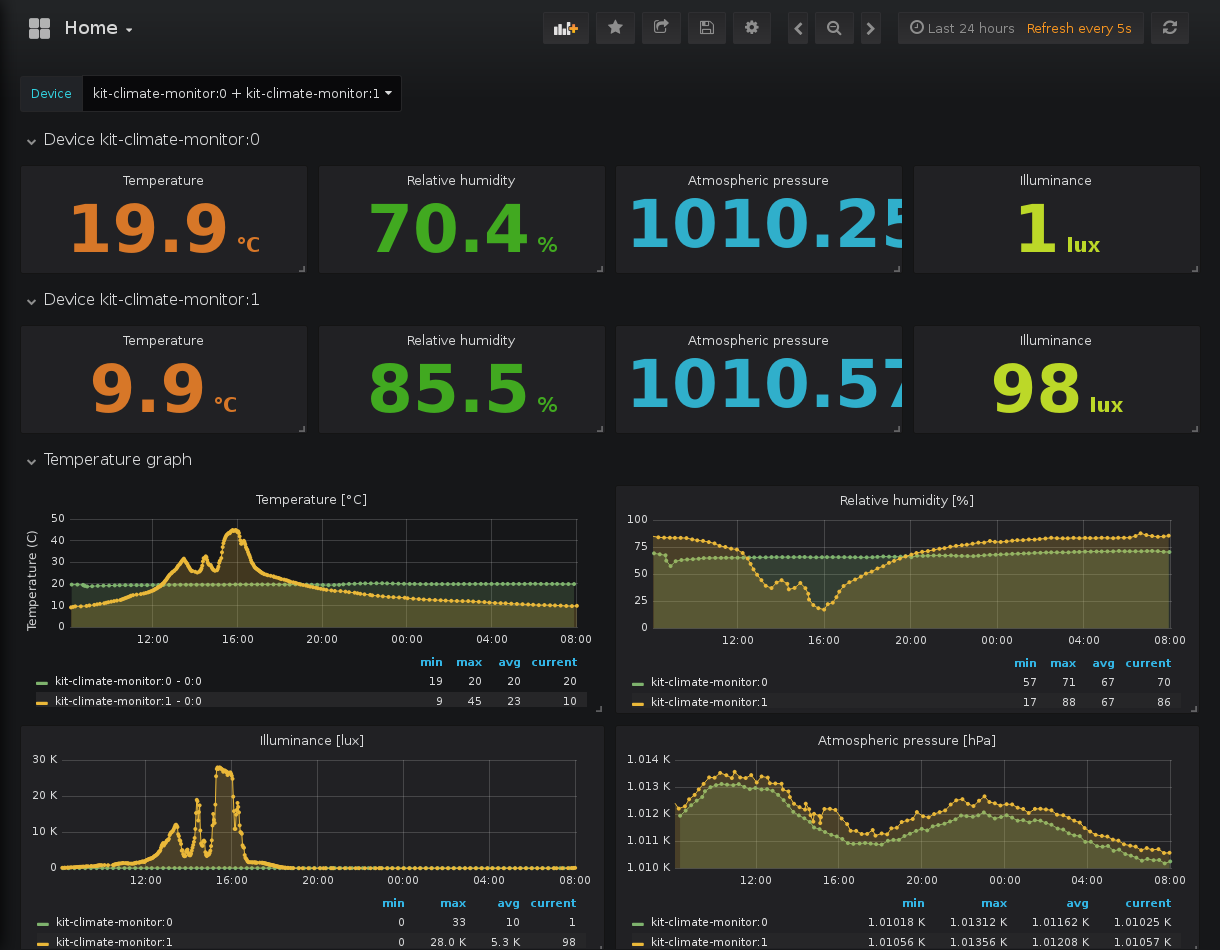 Home
Last 24 hours Refresh every 5s
Device kit-climate-monitor:0 + kit-climate-monitor:1
Device kit-climate-monitor:0
Temperature Relative humidity Atmospheric pressure Illuminance
19.9 °C 70.4 % 1010.25 1 lux
Device kit-climate-monitor:1
Temperature Relative humidity Atmospheric pressure Illuminance
9.9 °C 85.5 % 1010.57 98 lux
Temperature graph
Temperature [°C]
Temperature (C)
50
40
30
20
10
0
12:00 16:00 20:00 00:00 04:00 08:00
min max avg current
kit-climate-monitor:0 - 0:0 19 20 20 20
kit-climate-monitor:1 - 0:0 9 45 23 10
Relative humidity [%]
100
75
50
25
0
12:00 16:00 20:00 00:00 04:00 08:00
min max avg current
kit-climate-monitor:0 57 71 67 70
kit-climate-monitor:1 17 88 67 86
Illuminance [lux]
30 K
20 K
10 K
0
12:00 16:00 20:00 00:00 04:00 08:00
min max avg current
kit-climate-monitor:0 0 33 10 1
kit-climate-monitor:1 0 28.0 K 5.3 K 98
Atmospheric pressure [hPa]
1.014 K
1.013 K
1.012 K
1.011 K
1.010 K
12:00 16:00 20:00 00:00 04:00 08:00
min max avg current
kit-climate-monitor:0 1.01018 K 1.01312 K 1.01162 K 1.01025 K
kit-climate-monitor:1 1.01056 K 1.01356 K 1.01208 K 1.01057 K